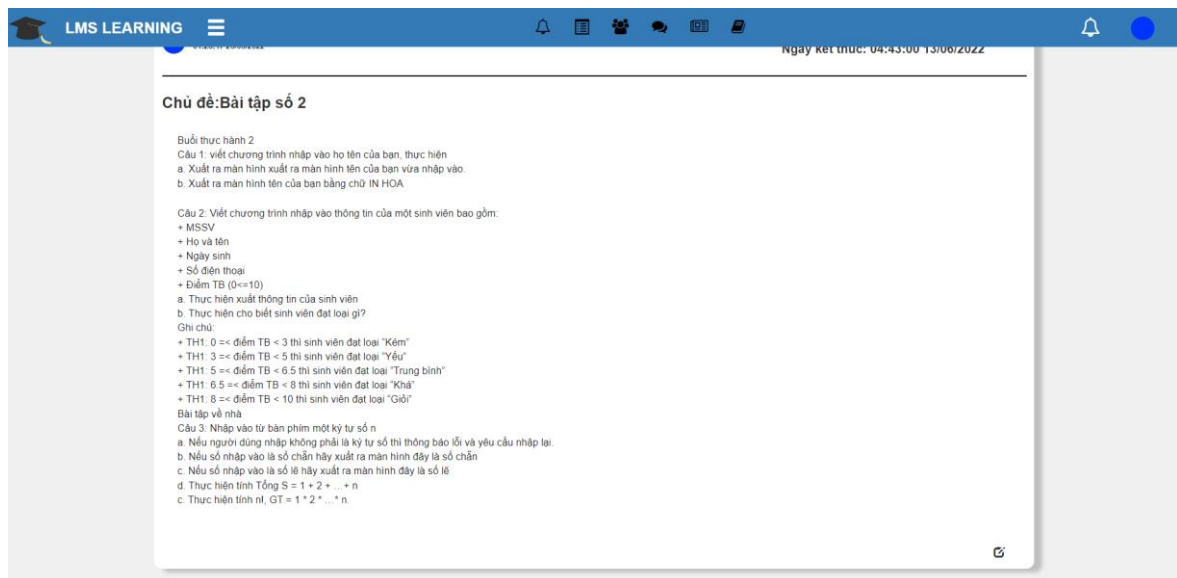 LMS LEARNING
Ngày kết thúc: 04:43:00 13/06/2022
Chủ đề:Bài tập số 2
Buổi thực hành 2
Câu 1: viết chương trình nhập vào họ tên của bạn, thực hiện
a. Xuất ra màn hình xuất ra màn hình tên của bạn vừa nhập vào.
b. Xuất ra màn hình tên của bạn bằng chữ IN HOA
Câu 2: Viết chương trình nhập vào thông tin của một sinh viên bao gồm:
+ MSSV
+ Họ và tên
+ Ngày sinh
+ Số điện thoại
+ Điểm TB (0<=10)
a. Thực hiện xuất thông tin của sinh viên
b. Thực hiện cho biết sinh viên đạt loại gì?
Ghi chú:
+ TH1: 0 =< điểm TB < 3 thì sinh viên đạt loại "Kém"
+ TH1: 3 =< điểm TB < 5 thì sinh viên đạt loại "Yếu"
+ TH1: 5 =< điểm TB < 6.5 thì sinh viên đạt loại "Trung bình"
+ TH1: 6.5 =< điểm TB < 8 thì sinh viên đạt loại "Khá"
+ TH1: 8 =< điểm TB < 10 thì sinh viên đạt loại "Giỏi"
Bài tập về nhà
Câu 3: Nhập vào từ bàn phím một ký tự số n
a. Nếu người dùng nhập không phải là ký tự số thì thông báo lỗi và yêu cầu nhập lại.
b. Nếu số nhập vào là số chẵn hãy xuất ra màn hình đây là số chẵn
c. Nếu số nhập vào là số lẽ hãy xuất ra màn hình đây là số lẽ
d. Thực hiện tính Tổng S = 1 + 2 + ...+ n
c. Thực hiện tính n!, GT = 1 * 2 * ...* n.